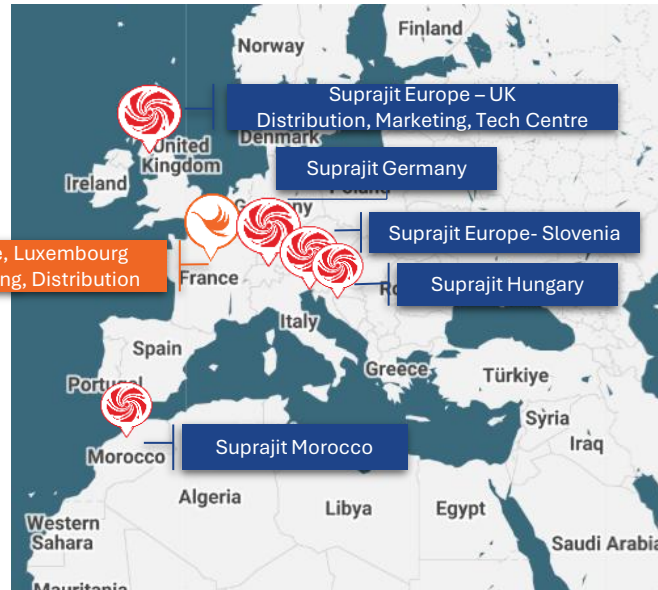 Finland
Norway
Suprajit Europe – UK
Distribution, Marketing, Tech Centre
United
Kingdom
Denmark
Ireland
Suprajit Germany
Suprajit Europe- Slovenia
, Luxembourg
Distribution
France
Suprajit Hungary
Italy
Spain
Portugal
Greece
Türkiye
Syria
Iraq
Suprajit Morocco
Morocco
Algeria
Libya
Egypt
Western
Sahara
Saudi Arabia
Mauritania